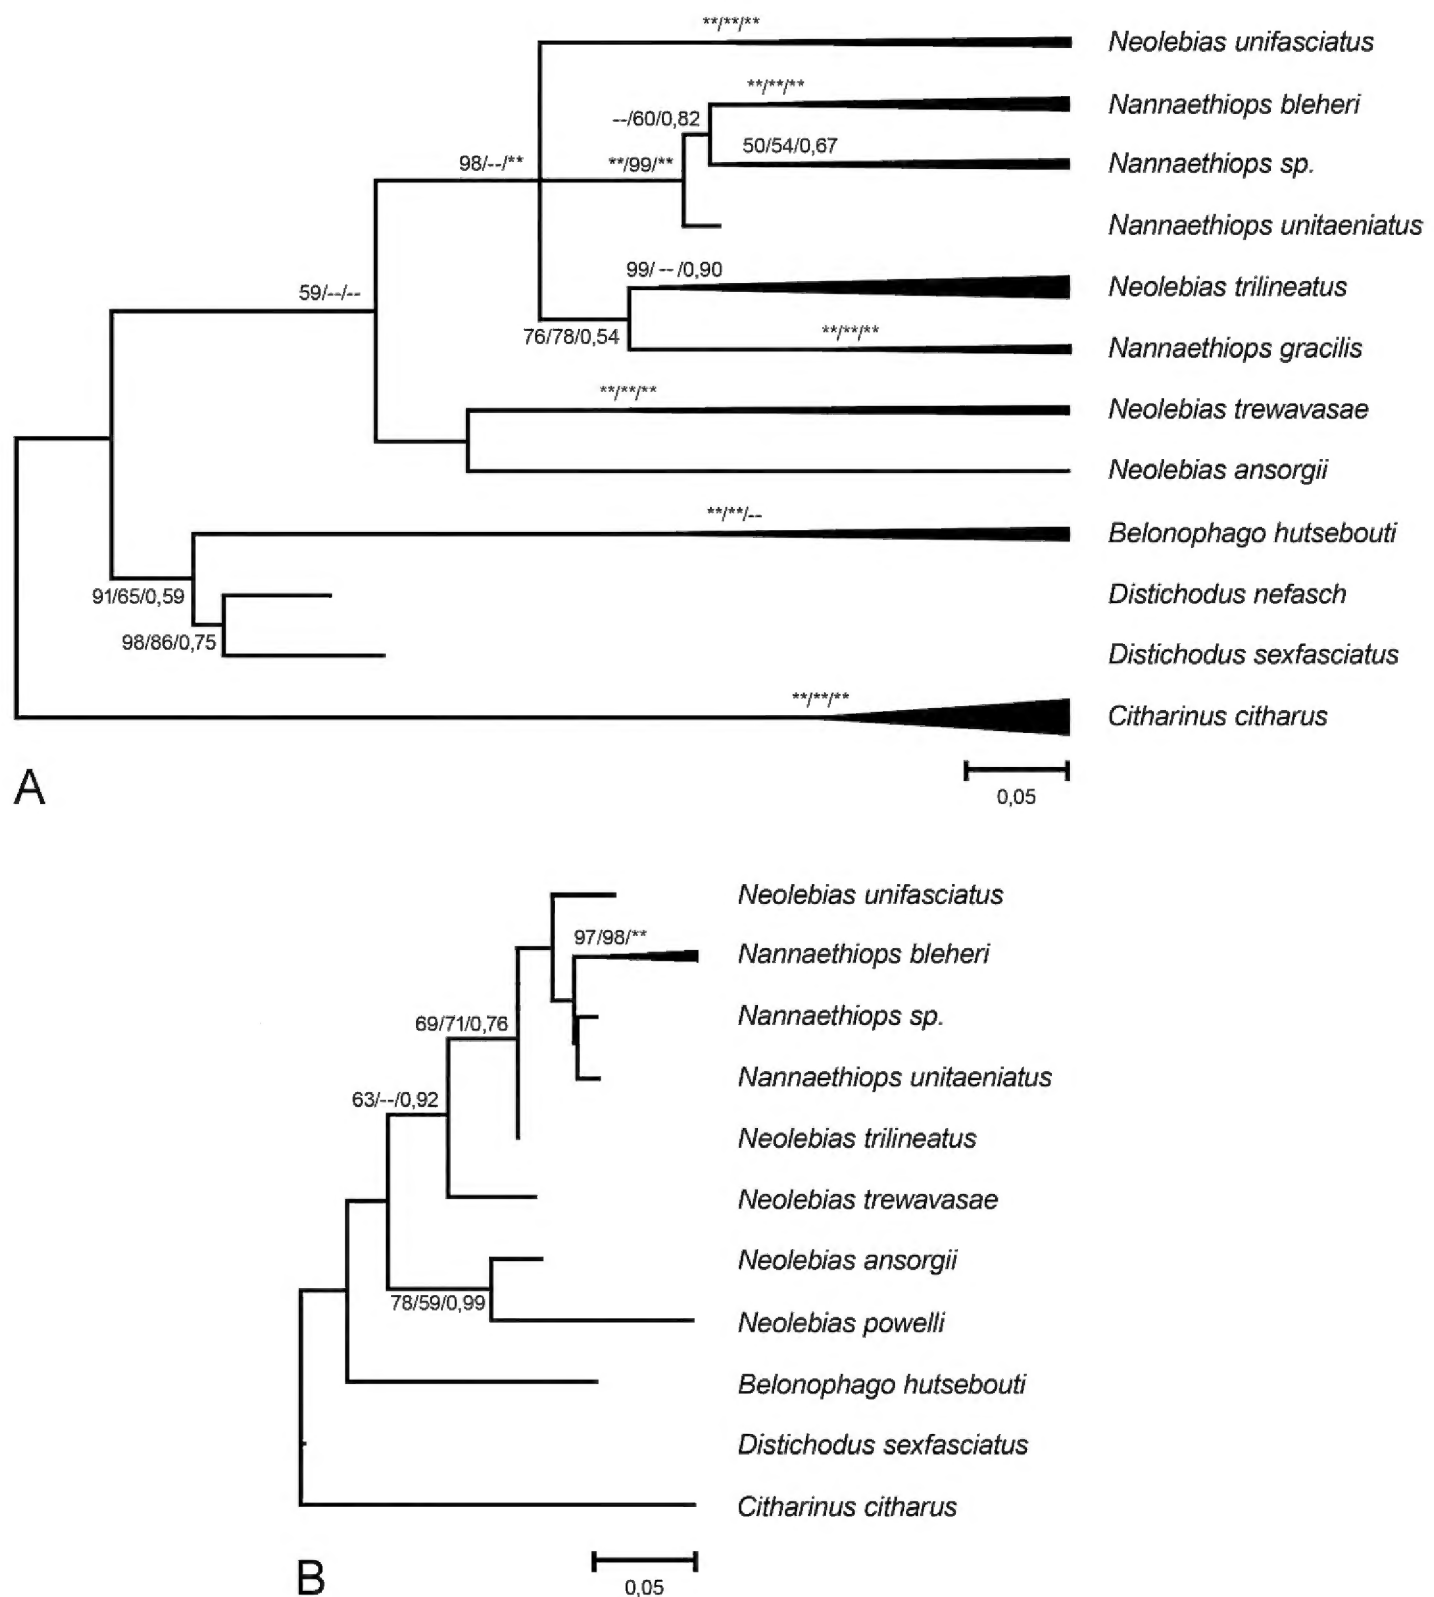 **/**/**
Neolebias unifasciatus
**/**/**
Nannaethiops bleheri
--/60/0,82
50/54/0,67
98/--/**
**/99/**
Nannaethiops sp.
Nannaethiops unitaeniatus
99/ -- /0,90
Neolebias trilineatus
59/--/--
76/78/0,54
**/**/**
Nannaethiops gracilis
**/**/**
Neolebias trewavasae
Neolebias ansorgii
**/**/--
Belonophago hutsebouti
91/65/0,59
Distichodus nefasch
98/86/0,75
Distichodus sexfasciatus
**/**/**
Citharinus citharus
A
0,05
Neolebias unifasciatus
97/98/**
Nannaethiops bleheri
69/71/0,76
Nannaethiops sp.
Nannaethiops unitaeniatus
63/--/0,92
Neolebias trilineatus
Neolebias trewavasae
Neolebias ansorgii
78/59/0,99
Neolebias powelli
Belonophago hutsebouti
Distichodus sexfasciatus
Citharinus citharus
B
0,05